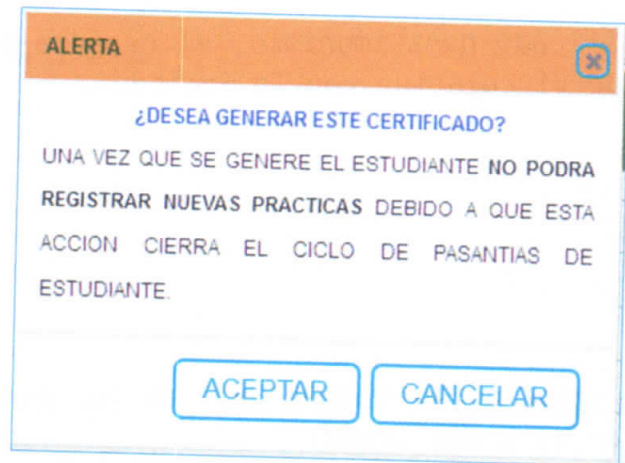 ALERTA
¿DESEA GENERAR ESTE CERTIFICADO?
UNA VEZ QUE SE GENERE EL ESTUDIANTE NO PODRA
REGISTRAR NUEVAS PRACTICAS DEBIDO A QUE ESTA
ACCION CIERRA EL CICLO DE PASANTIAS DE
ESTUDIANTE.
ACEPTAR CANCELAR